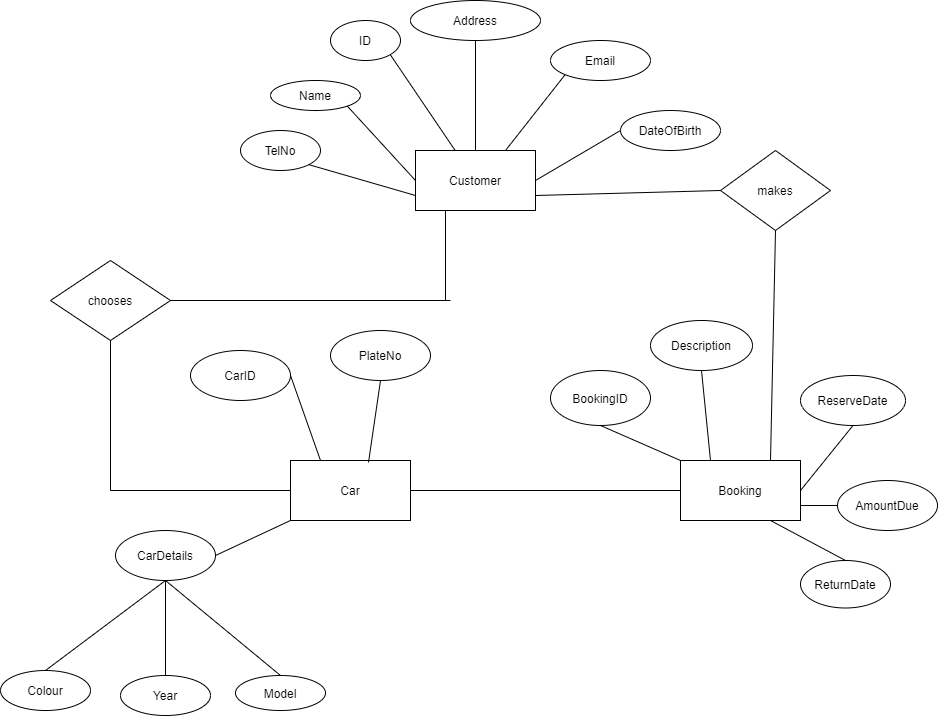 Address
ID
Email
Name
DateOfBirth
TelNo
Customer
makes
chooses
Description
PlateNo
CarID
BookingID
ReserveDate
Car
Booking
AmountDue
CarDetails
ReturnDate
Colour
Year
Model